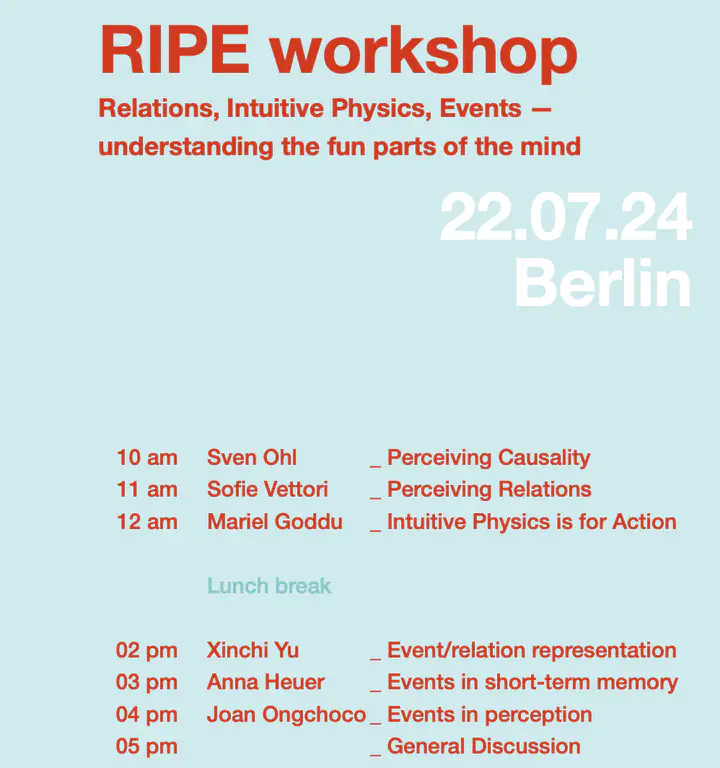 RIPE workshop
Relations, Intuitive Physics, Events —
understanding the fun parts of the mind
22.07.24
Berlin
10 am Sven Ohl _ Perceiving Causality
11 am Sofie Vettori _ Perceiving Relations
12 am Mariel Goddu _ Intuitive Physics is for Action
Lunch break
02 pm Xinchi Yu _ Event/relation representation
03 pm Anna Heuer _ Events in short-term memory
04 pm Joan Ongchoco _ Events in perception
05 pm _ General Discussion